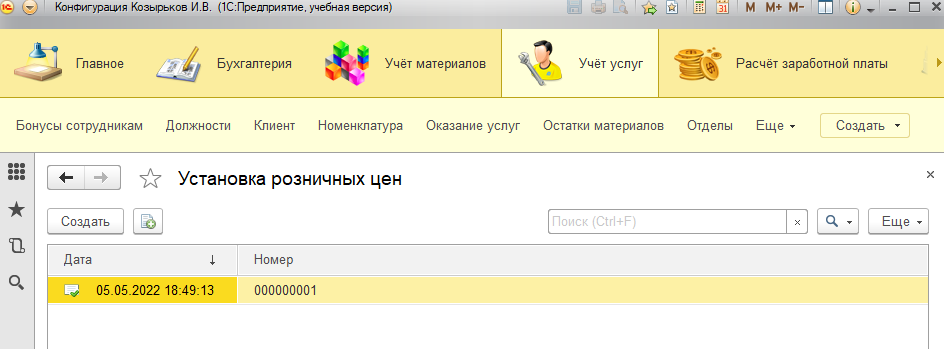 Конфигурация Козырьков И.В. (1С:Предприятие, учебная версия)
M M+ M-
31
Главное Бухгалтерия Учёт материалов Учёт услуг Расчёт заработной платы
Бонусы сотрудникам Должности Клиент Номенклатура Оказание услуг Остатки материалов Отделы Еще Создать
Установка розничных цен
Создать Поиск (Ctrl+F) Еще
Дата Номер
05.05.2022 18:49:13 000000001